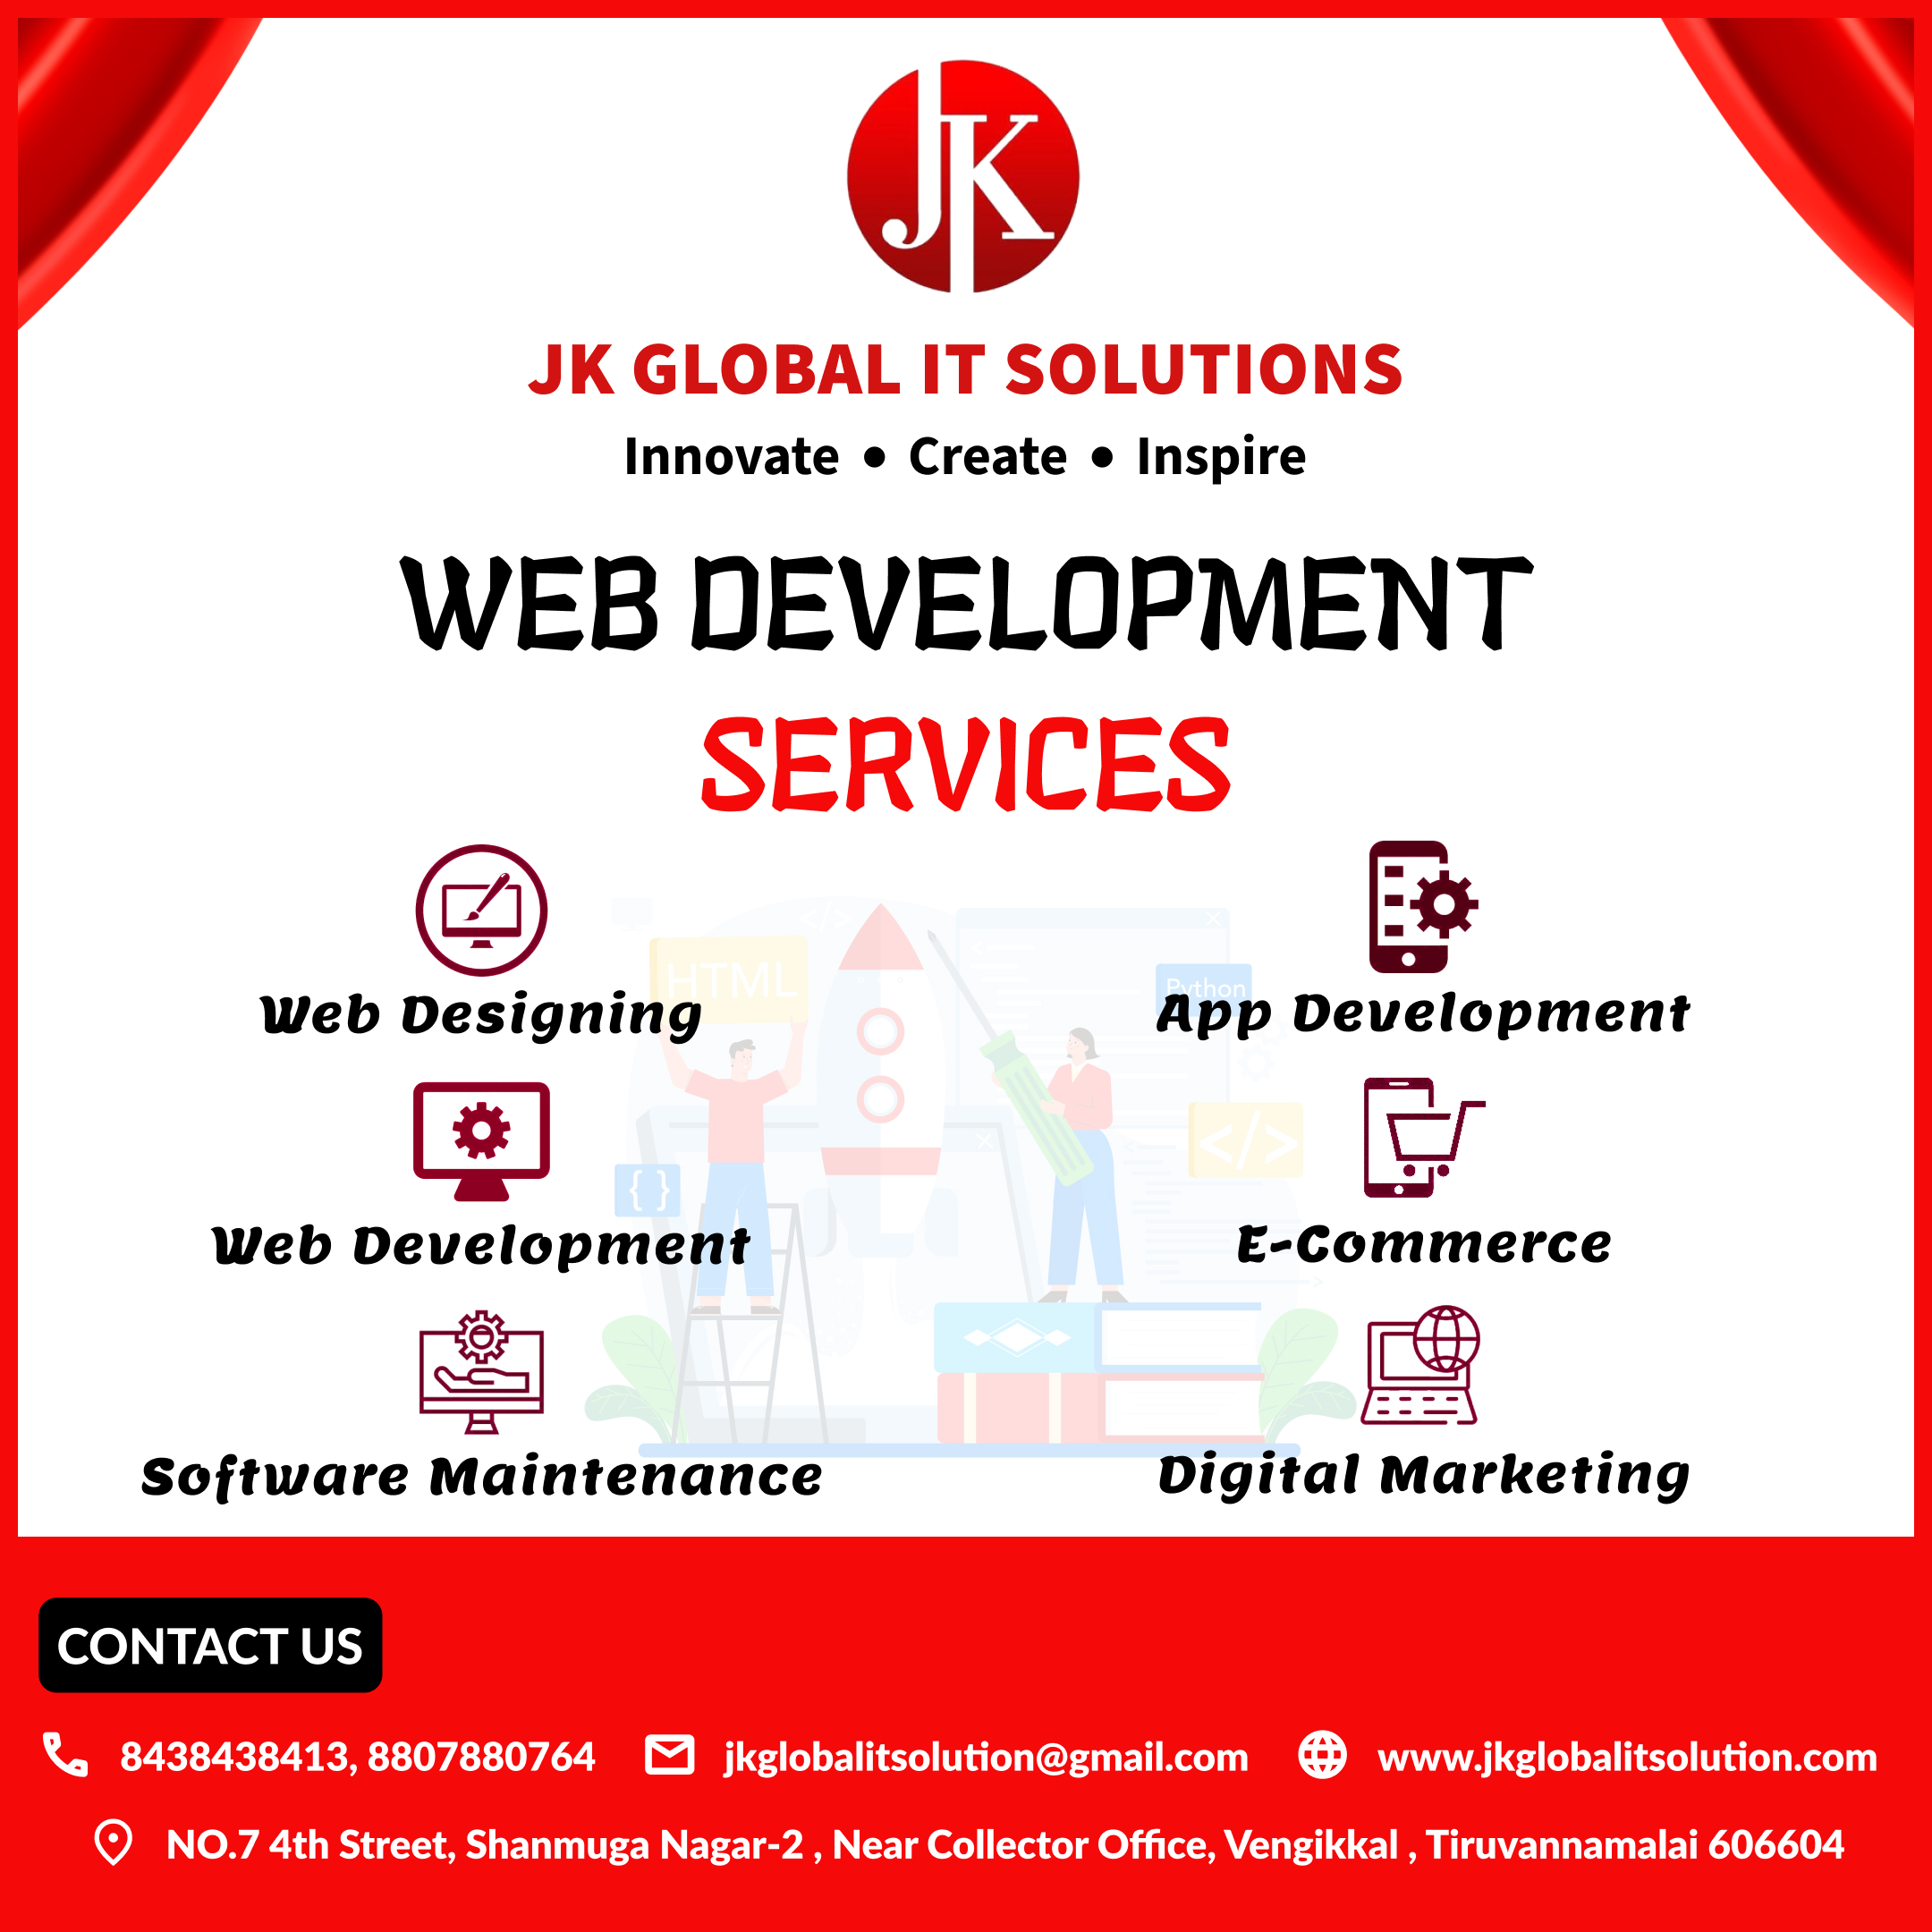 JK
JK GLOBAL IT SOLUTIONS
Innovate • Create • Inspire
WEB DEVELOPMENT
SERVICES
Web Designing
App Development
HTML
Python
Web Development
E-Commerce
</>
</>
{ }
Software Maintenance
Digital Marketing
CONTACT US
8438438413, 8807880764
jkglobalitsolution@gmail.com
www.jkglobalitsolution.com
NO.7 4th Street, Shanmuga Nagar-2 , Near Collector Office, Vengikkal , Tiruvannamalai 606604